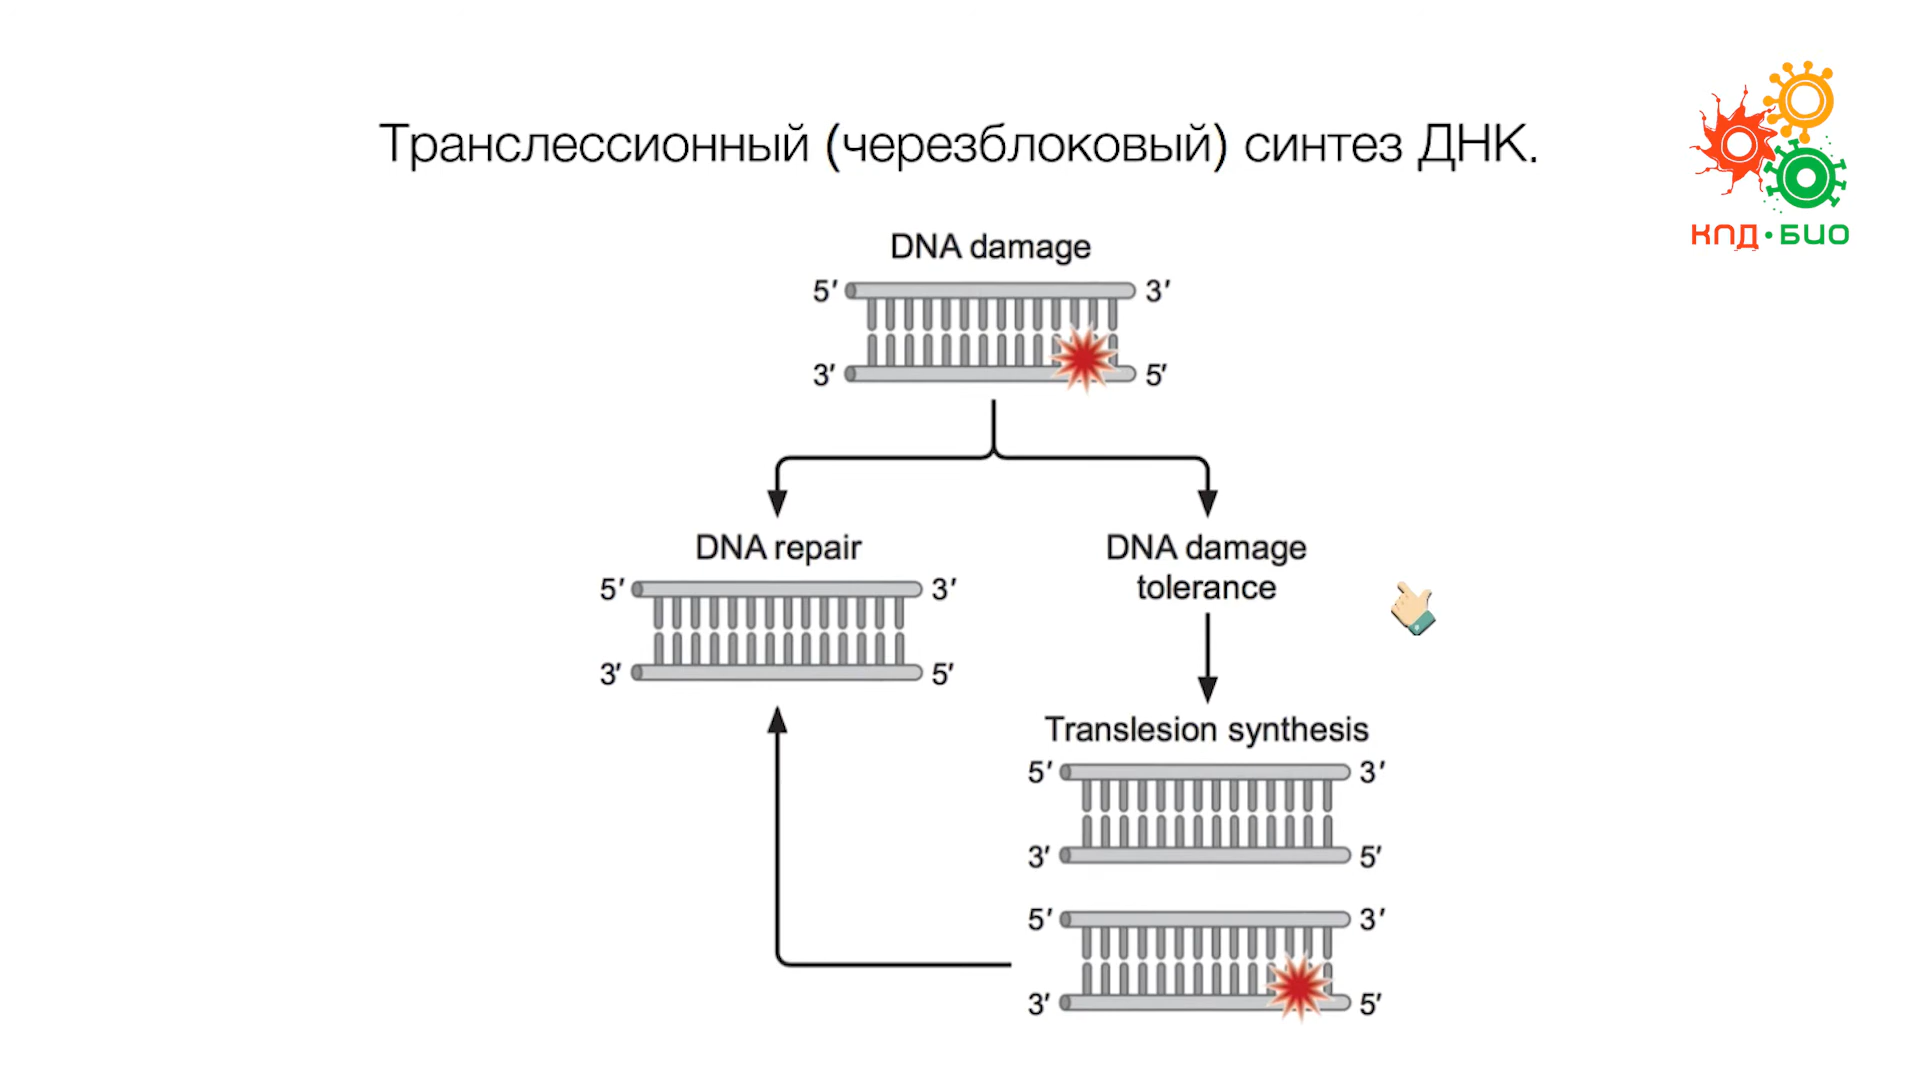 Транслессионный (черезблоковый) синтез ДНК.
КПД•БИО
DNA damage
5′ 3′
3′ 5′
DNA repair
5′ 3′
3′ 5′
DNA damage
tolerance
Translesion synthesis
5′ 3′
3′ 5′
5′ 3′
3′ 5′